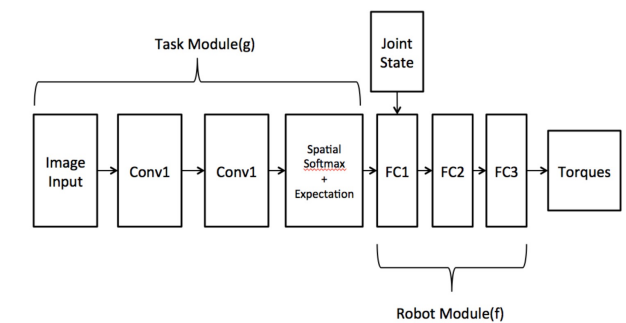 Task Module(g)
Joint
State
Image
Input
Conv1
Conv1
Spatial
Softmax
+
Expectation
FC1
FC2
FC3
Torques
Robot Module(f)